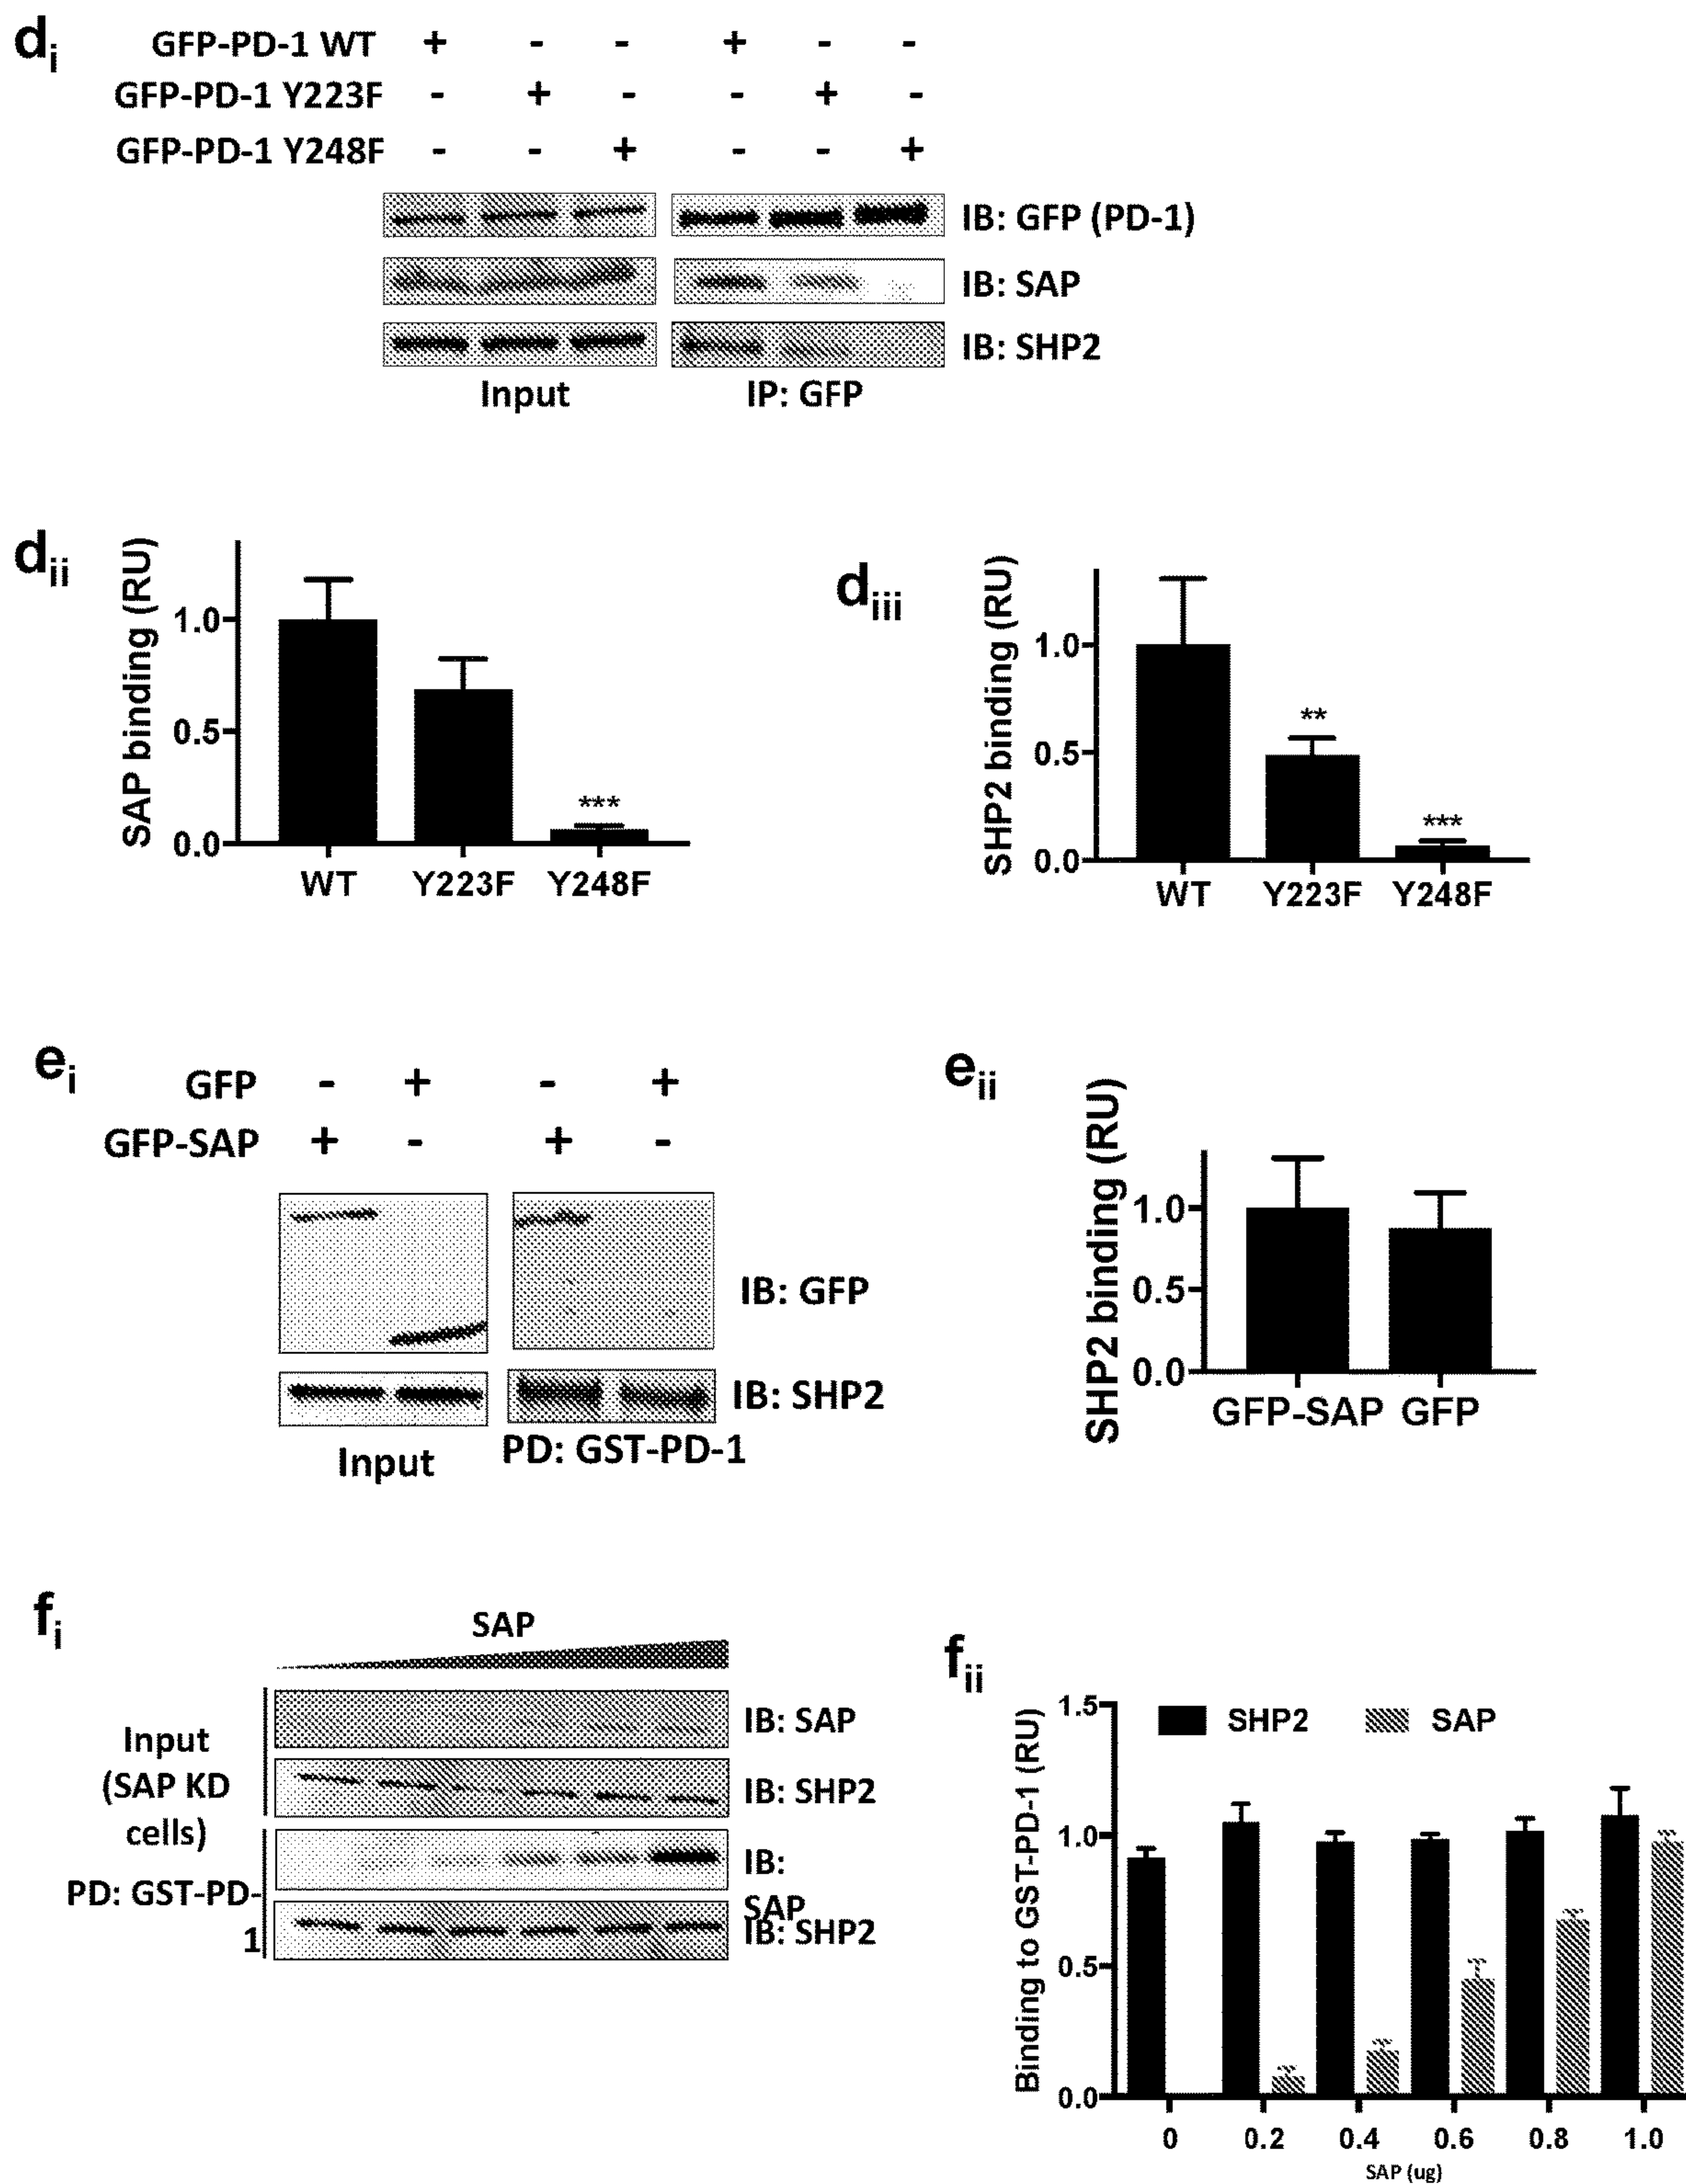 di
GFP-PD-1 WT + - - + - -
GFP-PD-1 Y223F - + - - + -
GFP-PD-1 Y248F - - + - - +
IB: GFP (PD-1)
IB: SAP
IB: SHP2
Input IP: GFP
dii
SAP binding (RU)
1.0
0.5
0.0
***
WT Y223F Y248F
diii
SHP2 binding (RU)
1.0
0.5
0.0
**
***
WT Y223F Y248F
ei
GFP - + - +
GFP-SAP + - + -
IB: GFP
IB: SHP2
Input PD: GST-PD-1
eii
SHP2 binding (RU)
1.0
0.5
0.0
GFP-SAP GFP
fi
SAP
Input
(SAP KD
cells)
IB: SAP
IB: SHP2
PD: GST-PD-
1
IB:
SAP
IB: SHP2
fii
Binding to GST-PD-1 (RU)
SHP2 SAP
1.5
1.0
0.5
0.0
0 0.2 0.4 0.6 0.8 1.0
SAP (ug)